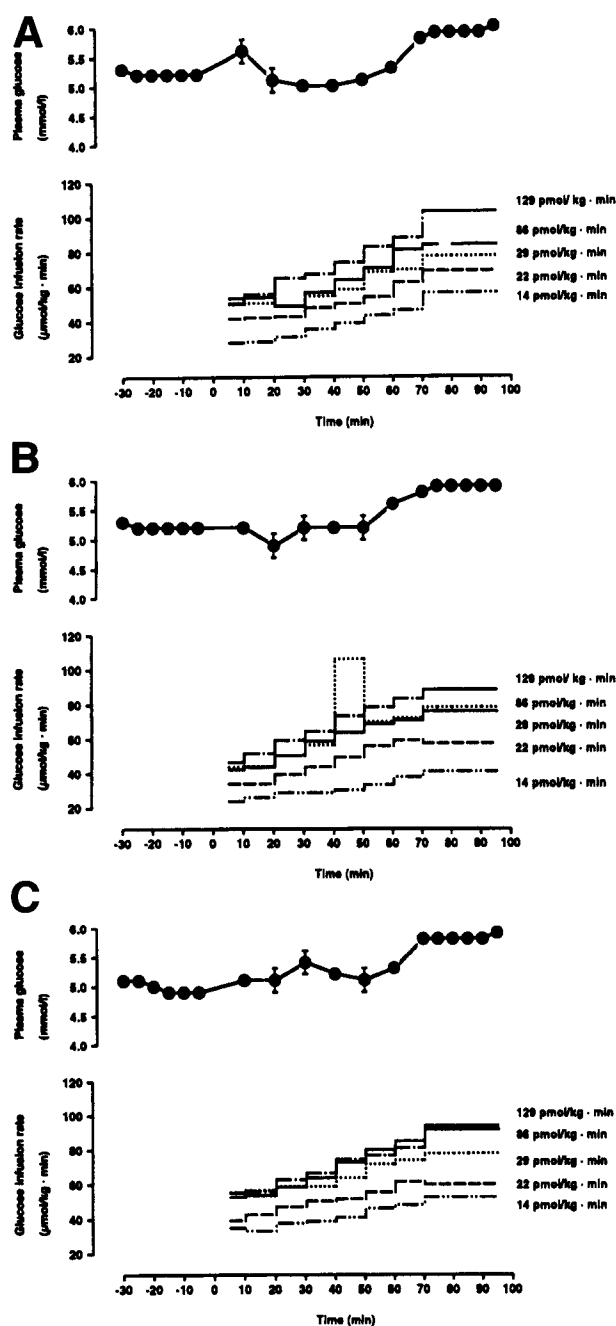 A
Plasma glucose
(mmol/l)
6.0
5.5
5.0
4.5
4.0
Glucose infusion rate
(μmol/kg · min)
120
100
80
60
40
20
129 pmol/ kg · min
86 pmol/kg · min
29 pmol/kg · min
22 pmol/kg · min
14 pmol/kg · min
-30 -20 -10 0 10 20 30 40 50 60 70 80 90 100
Time (min)
B
Plasma glucose
(mmol/l)
6.0
5.5
5.0
4.5
4.0
Glucose infusion rate
(μmol/kg · min)
120
100
80
60
40
20
129 pmol/ kg · min
86 pmol/kg · min
29 pmol/kg · min
22 pmol/kg · min
14 pmol/kg · min
-30 -20 -10 0 10 20 30 40 50 60 70 80 90 100
Time (min)
C
Plasma glucose
(mmol/l)
6.0
5.5
5.0
4.5
4.0
Glucose infusion rate
(μmol/kg · min)
120
100
80
60
40
20
129 pmol/kg · min
86 pmol/kg · min
29 pmol/kg · min
22 pmol/kg · min
14 pmol/kg · min
-30 -20 -10 0 10 20 30 40 50 60 70 80 90 100
Time (min)